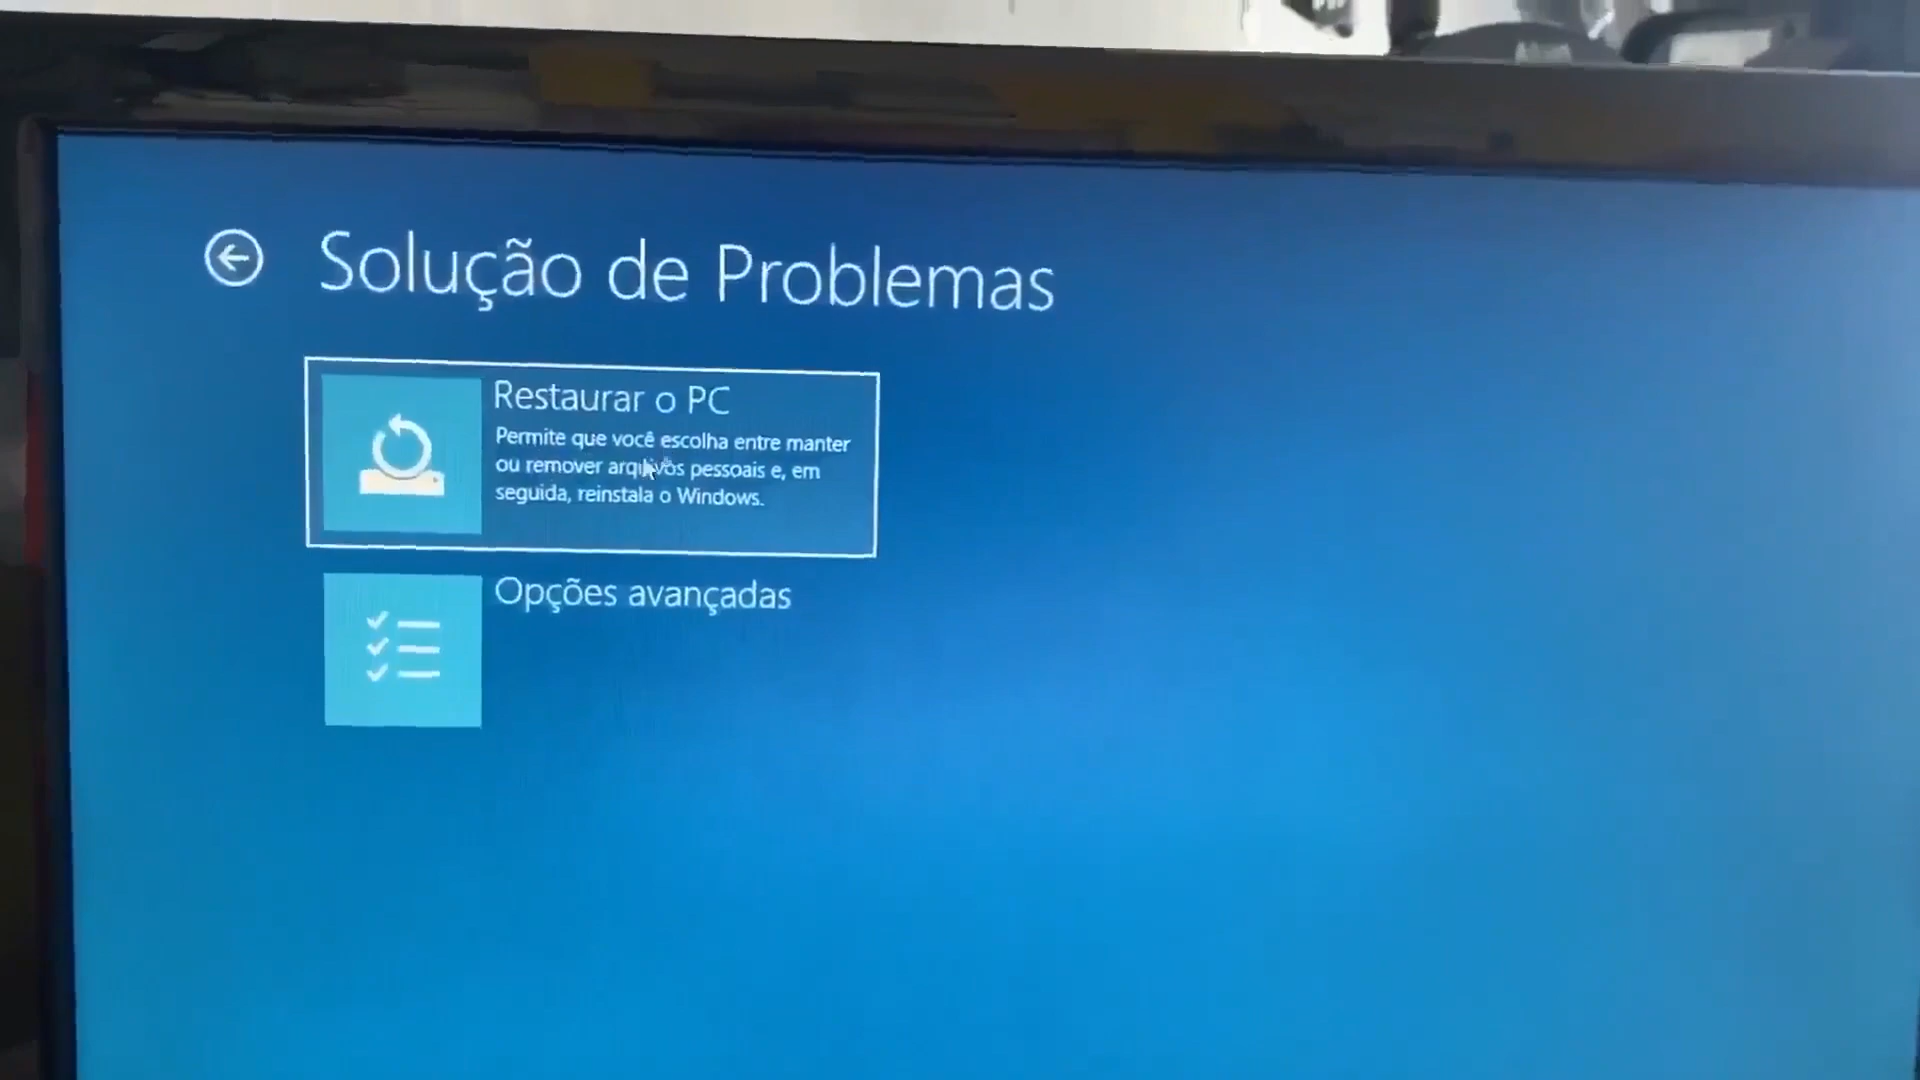 Solução de Problemas
Restaurar o PC
Permite que você escolha entre manter
ou remover arquivos pessoais e, em
seguida, reinstala o Windows.
Opções avançadas